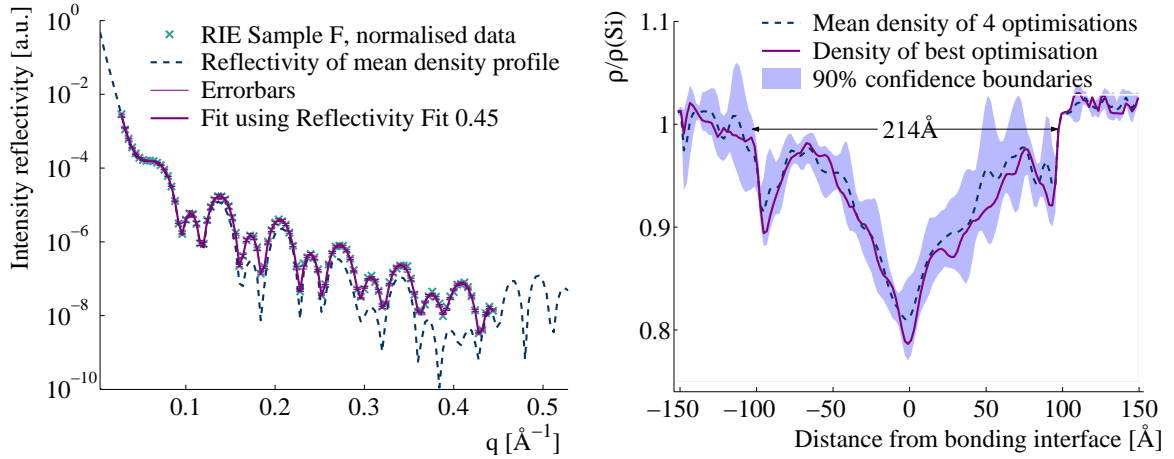 Intensity reflectivity [a.u.]
10^0
10^−2
10^−4
10^−6
10^−8
10^−10
0.1
0.2
0.3
0.4
0.5
q [Å^−1]
RIE Sample F, normalised data
Reflectivity of mean density profile
Errorbars
Fit using Reflectivity Fit 0.45
ρ/ρ(Si)
1.1
1
0.9
0.8
−150
−100
−50
0
50
100
150
Distance from bonding interface [Å]
Mean density of 4 optimisations
Density of best optimisation
90% confidence boundaries
214Å